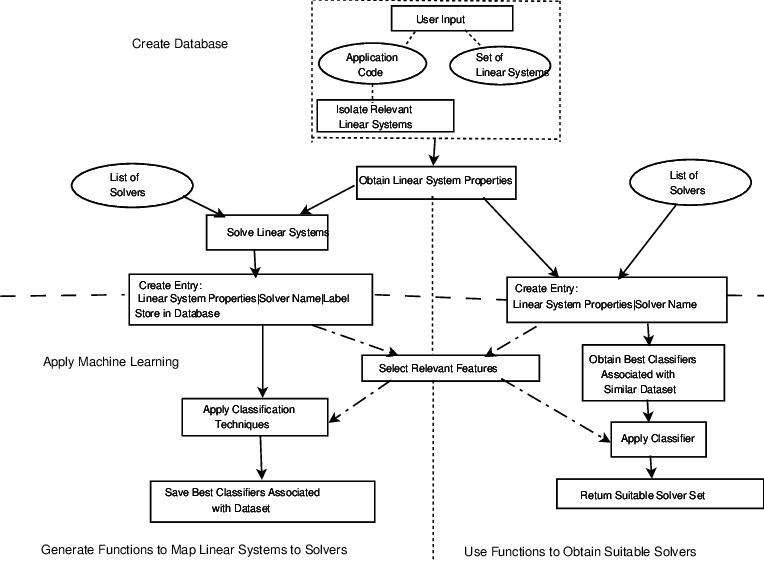 User Input
Create Database
Application
Code
Set of
Linear Systems
Isolate Relevant
Linear Systems
List of
Solvers
Obtain Linear System Properties
List of
Solvers
Solve Linear Systems
Create Entry:
Linear System Properties|Solver Name|Label
Store in Database
Create Entry:
Linear System Properties|Solver Name
Apply Machine Learning
Select Relevant Features
Obtain Best Classifiers
Associated with
Similar Dataset
Apply Classification
Techniques
Apply Classifier
Save Best Classifiers Associated
with Dataset
Return Suitable Solver Set
Generate Functions to Map Linear Systems to Solvers
Use Functions to Obtain Suitable Solvers